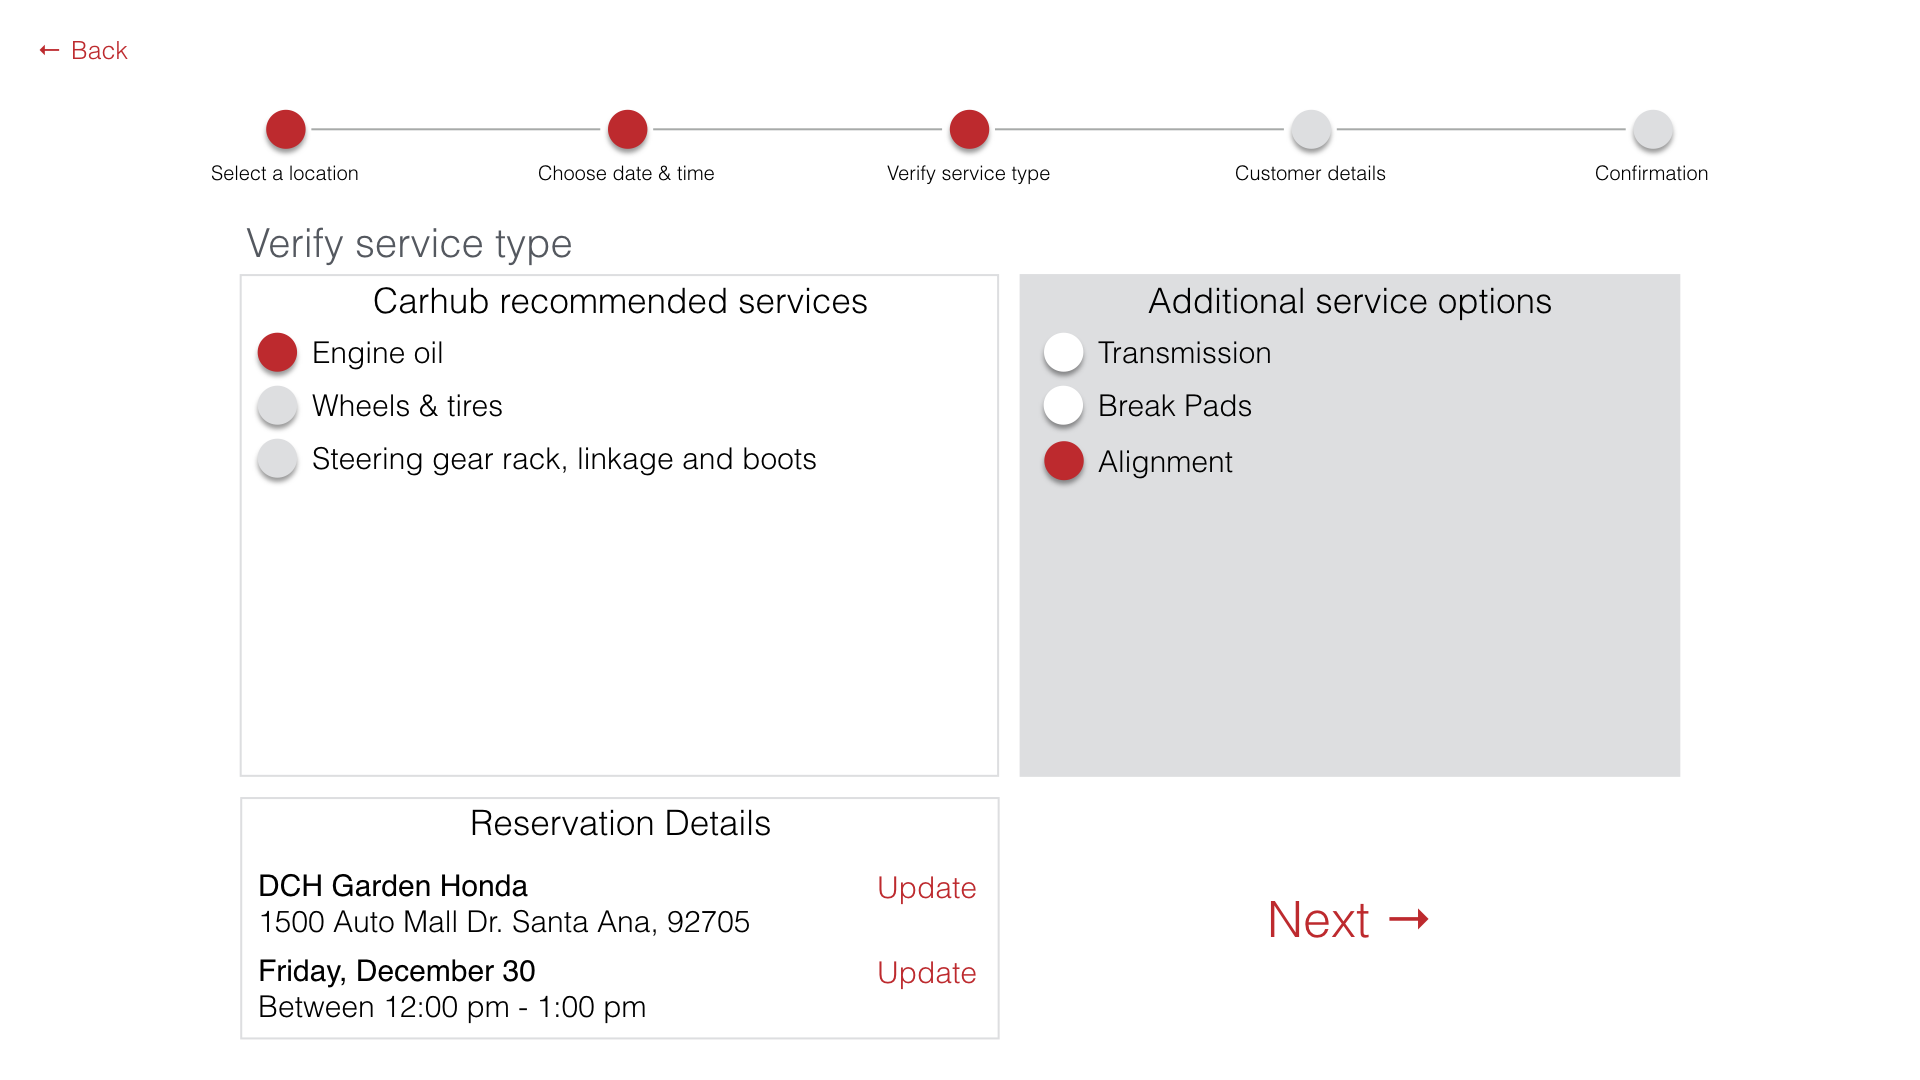 ← Back
Select a location
Choose date & time
Verify service type
Customer details
Confirmation
Verify service type
Carhub recommended services
Engine oil
Wheels & tires
Steering gear rack, linkage and boots
Additional service options
Transmission
Break Pads
Alignment
Reservation Details
DCH Garden Honda
Update
1500 Auto Mall Dr. Santa Ana, 92705
Friday, December 30
Update
Between 12:00 pm - 1:00 pm
Next →